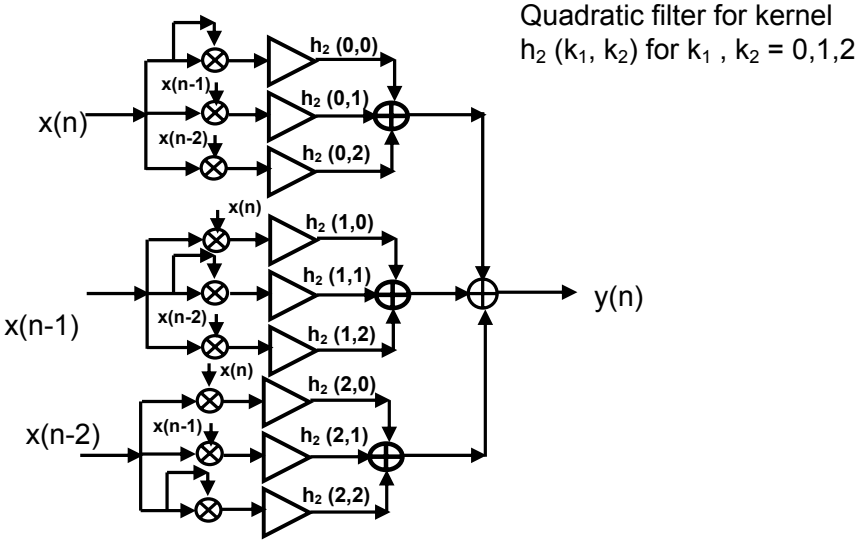 Quadratic filter for kernel
h₂ (k₁, k₂) for k₁ , k₂ = 0,1,2
h₂ (0,0)
x(n-1)
h₂ (0,1)
x(n)
x(n-2)
h₂ (0,2)
x(n)
h₂ (1,0)
h₂ (1,1)
x(n-1)
y(n)
x(n-2)
h₂ (1,2)
x(n)
h₂ (2,0)
x(n-2)
x(n-1)
h₂ (2,1)
h₂ (2,2)